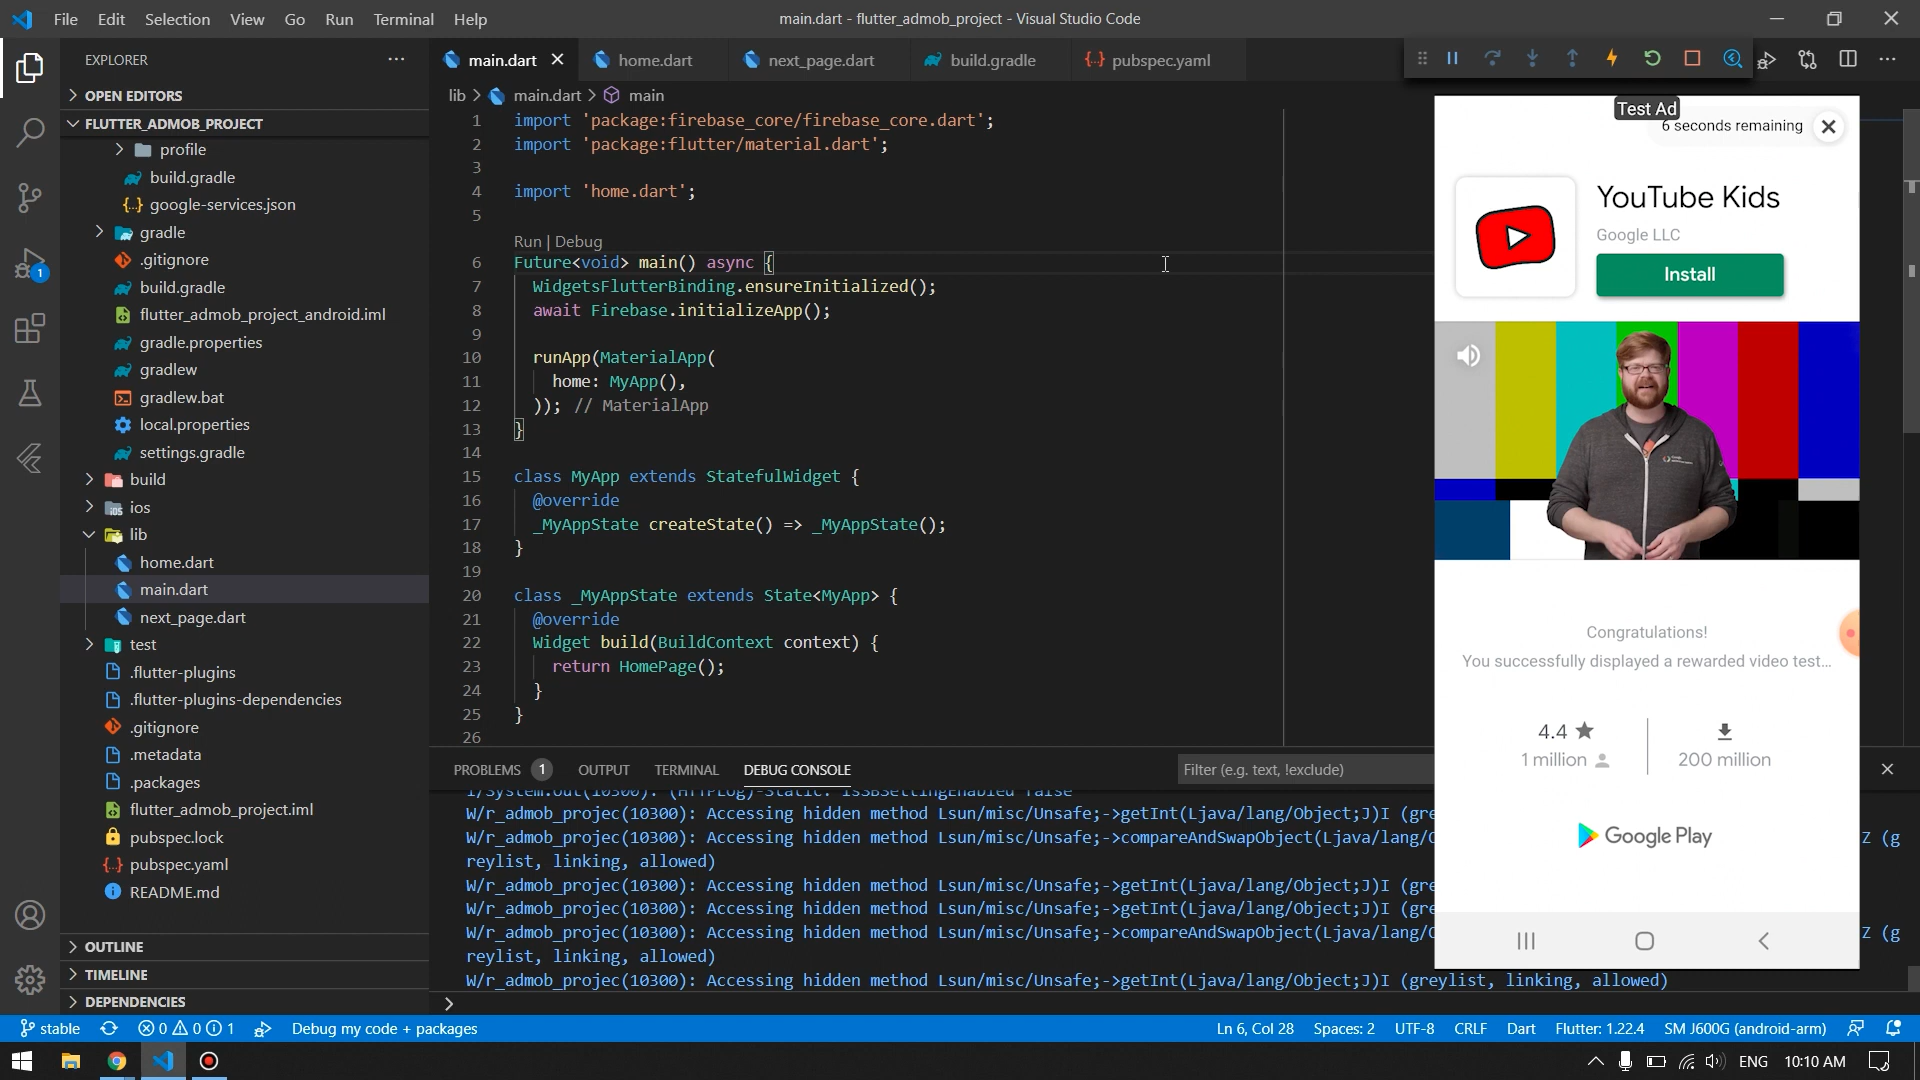 File Edit Selection View Go Run Terminal Help
main.dart - flutter_admob_project - Visual Studio Code
EXPLORER
OPEN EDITORS
FLUTTER_ADMOB_PROJECT
profile
build.gradle
google-services.json
gradle
.gitignore
build.gradle
flutter_admob_project_android.iml
gradle.properties
gradlew
gradlew.bat
local.properties
settings.gradle
build
ios
lib
home.dart
main.dart
next_page.dart
test
.flutter-plugins
.flutter-plugins-dependencies
.gitignore
.metadata
.packages
flutter_admob_project.iml
pubspec.lock
pubspec.yaml
README.md
OUTLINE
TIMELINE
DEPENDENCIES
main.dart home.dart next_page.dart build.gradle pubspec.yaml
lib > main.dart > main
1 import 'package:firebase_core/firebase_core.dart';
2 import 'package:flutter/material.dart';
3
4 import 'home.dart';
5
Run | Debug
6 Future<void> main() async {
7 WidgetsFlutterBinding.ensureInitialized();
8 await Firebase.initializeApp();
9
10 runApp(MaterialApp(
11 home: MyApp(),
12 )); // MaterialApp
13 }
14
15 class MyApp extends StatefulWidget {
16 @override
17 _MyAppState createState() => _MyAppState();
18 }
19
20 class _MyAppState extends State<MyApp> {
21 @override
22 Widget build(BuildContext context) {
23 return HomePage();
24 }
25 }
26
PROBLEMS 1 OUTPUT TERMINAL DEBUG CONSOLE
Filter (e.g. text, !exclude)
I/System.out(10300): (HTTPLog)-Static: isSBSettingEnabled false
W/r_admob_projec(10300): Accessing hidden method Lsun/misc/Unsafe;->getInt(Ljava/lang/Object;J)I (gre
W/r_admob_projec(10300): Accessing hidden method Lsun/misc/Unsafe;->compareAndSwapObject(Ljava/lang/ Z (g
reylist, linking, allowed)
W/r_admob_projec(10300): Accessing hidden method Lsun/misc/Unsafe;->getInt(Ljava/lang/Object;J)I (gre
W/r_admob_projec(10300): Accessing hidden method Lsun/misc/Unsafe;->getInt(Ljava/lang/Object;J)I (gre
W/r_admob_projec(10300): Accessing hidden method Lsun/misc/Unsafe;->compareAndSwapObject(Ljava/lang/ Z (g
reylist, linking, allowed)
W/r_admob_projec(10300): Accessing hidden method Lsun/misc/Unsafe;->getInt(Ljava/lang/Object;J)I (greylist, linking, allowed)
Test Ad
6 seconds remaining
YouTube Kids
Google LLC
Install
Congratulations!
You successfully displayed a rewarded video test...
4.4
1 million
200 million
Google Play
stable 0 0 1 Debug my code + packages
Ln 6, Col 28 Spaces: 2 UTF-8 CRLF Dart Flutter: 1.22.4 SM J600G (android-arm)
1
ENG 10:10 AM